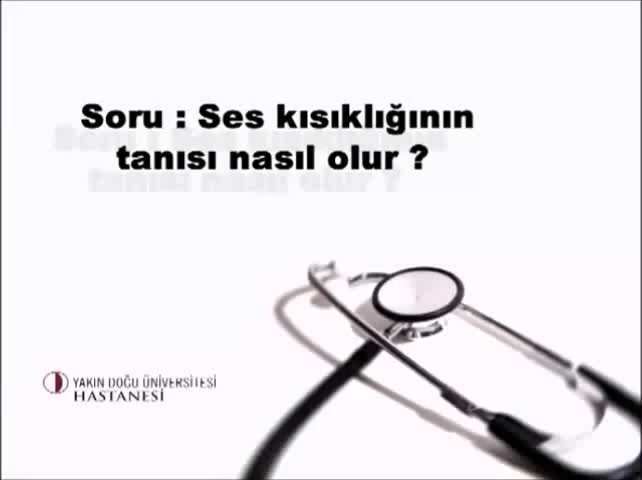 Soru : Ses kısıklığının
tanısı nasıl olur ?
YAKIN DOĞU ÜNİVERSİTESİ
HASTANESİ